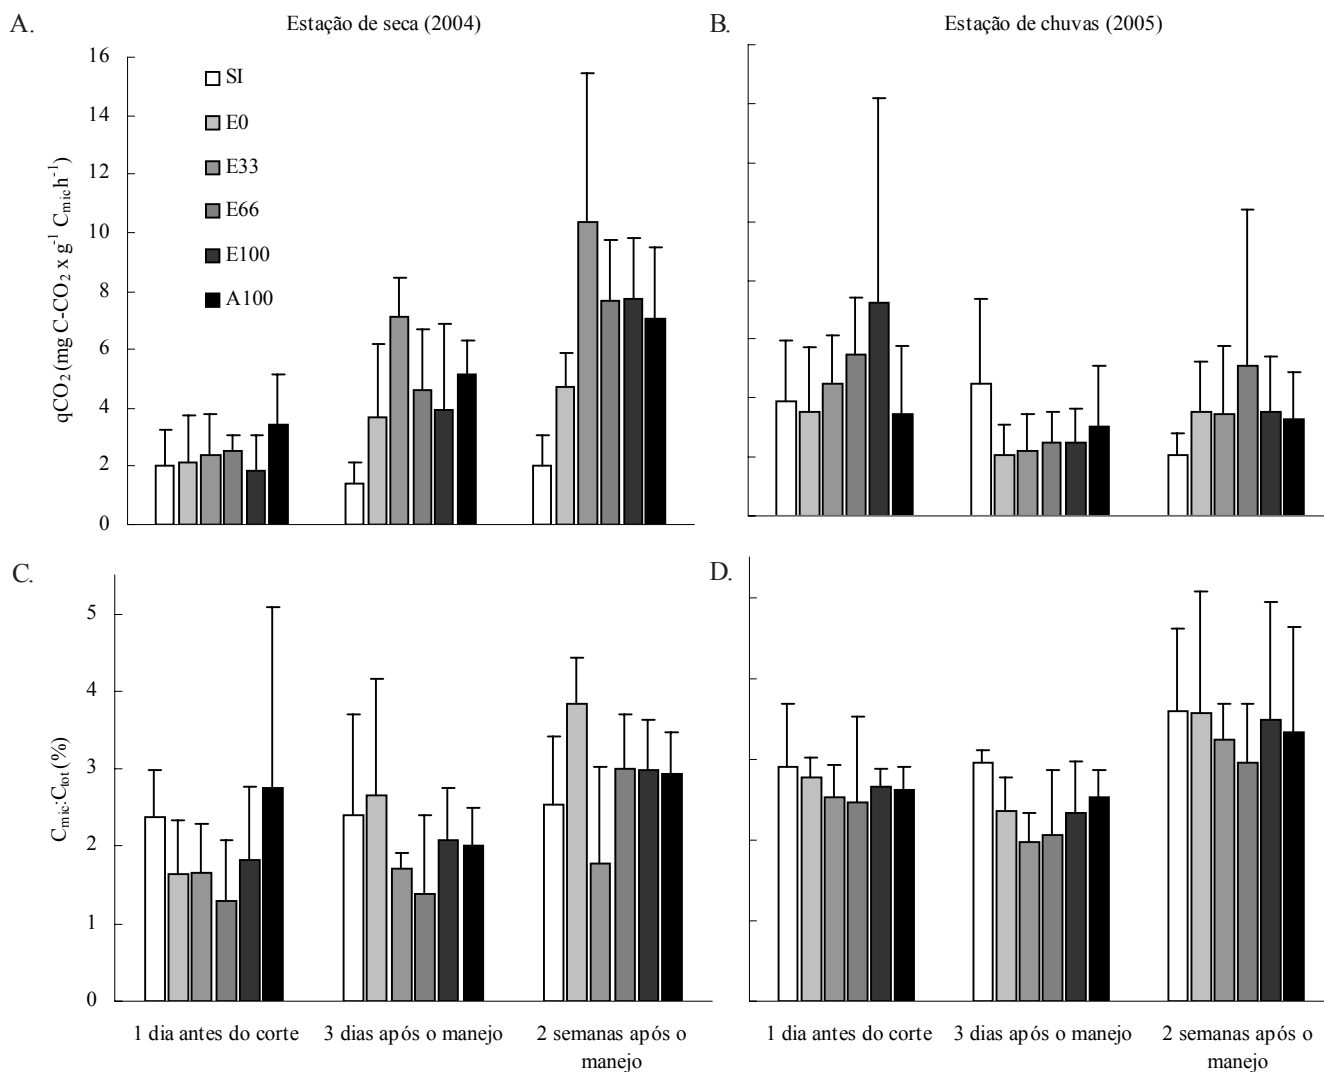 A.
Estação de seca (2004)
B.
Estação de chuvas (2005)
qCO₂ (mg C-CO₂ x g⁻¹ Cₘᵢc h⁻¹)
16
14
12
10
8
6
4
2
0
SI
E0
E33
E66
E100
A100
C.
D.
Cₘᵢc:Cₜₒₜ (%)
5
4
3
2
1
0
1 dia antes do corte
3 dias após o manejo
2 semanas após o
manejo
1 dia antes do corte
3 dias após o manejo
2 semanas após o
manejo